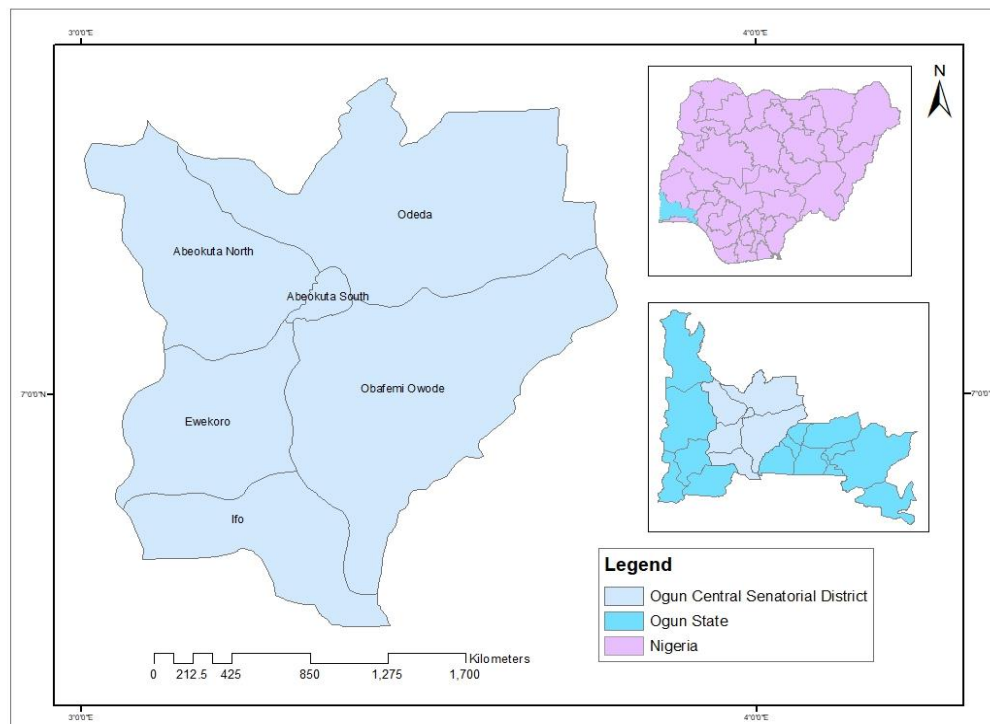 3°0'0"E
4°0'0"E
N
Odeda
Abeokuta North
Abeokuta South
Obafemi Owode
7°0'0"N
7°0'0"N
Ewekoro
Ifo
Legend
Ogun Central Senatorial District
Ogun State
Nigeria
Kilometers
0 212.5 425 850 1,275 1,700
3°0'0"E
4°0'0"E